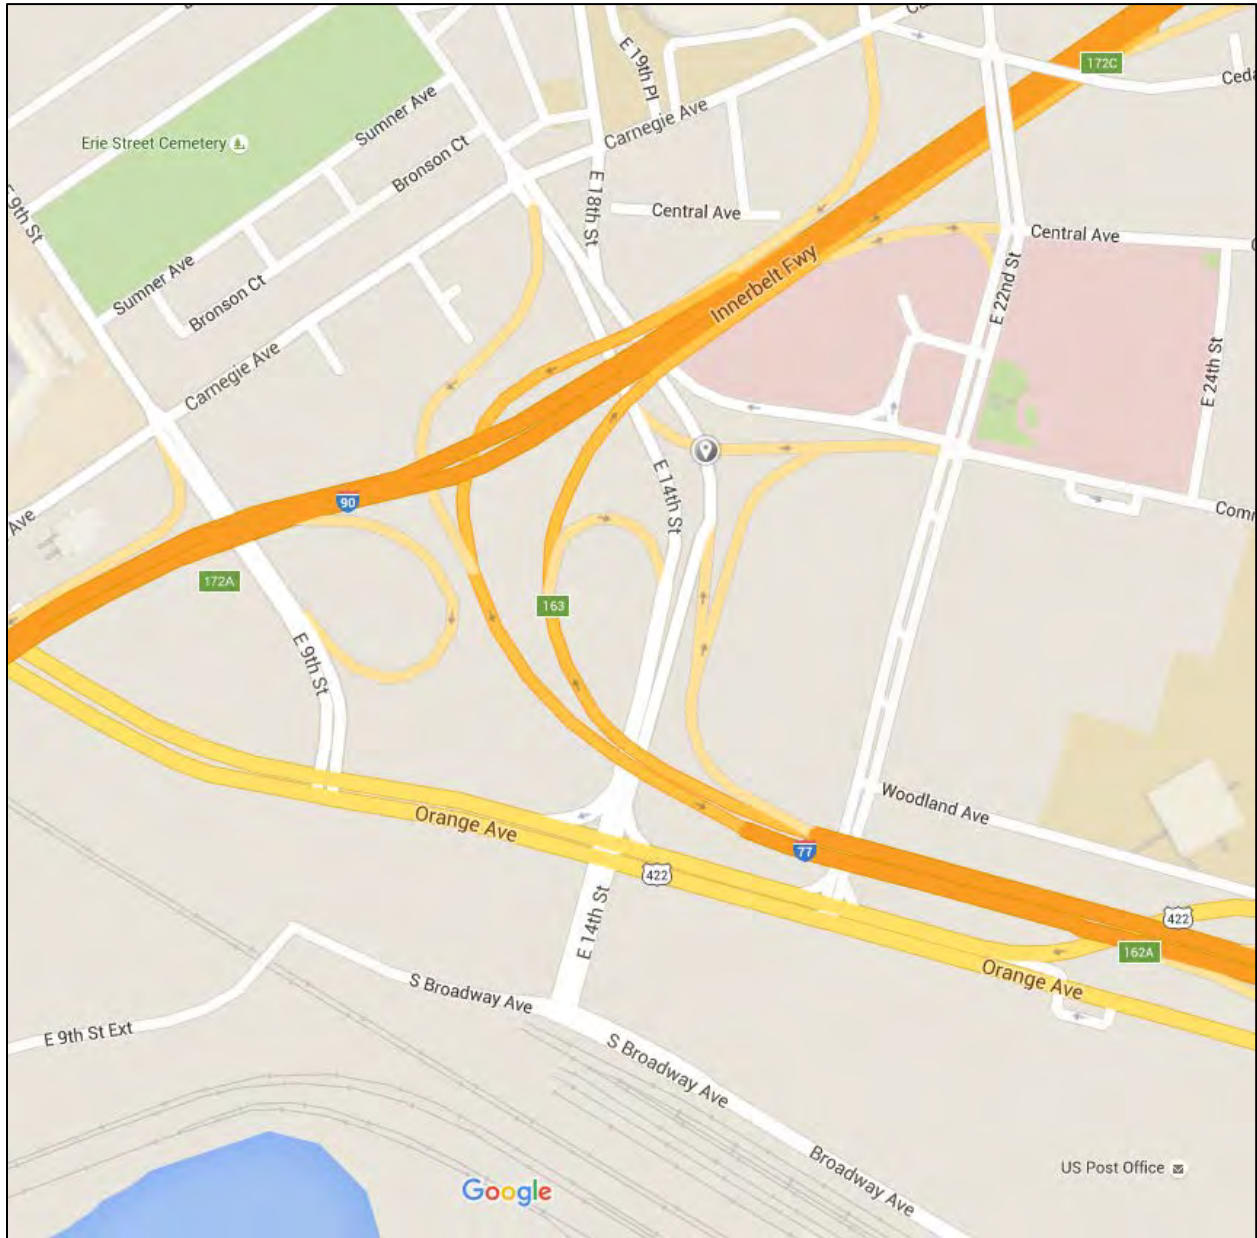 172C
E 19th Pl
Ceda
Sumner Ave
Carnegie Ave
Erie Street Cemetery
Bronson Ct
E 18th St
Central Ave
E 9th St
Central Ave
Innerbelt Fwy
E 22nd St
Sumner Ave
Bronson Ct
Carnegie Ave
E 24th St
E 14th St
90
Ave
Comm
172A
163
E 9th St
Woodland Ave
Orange Ave
77
422
422
E 14th St
162A
Orange Ave
S Broadway Ave
E 9th St Ext
S Broadway Ave
Broadway Ave
US Post Office
Google